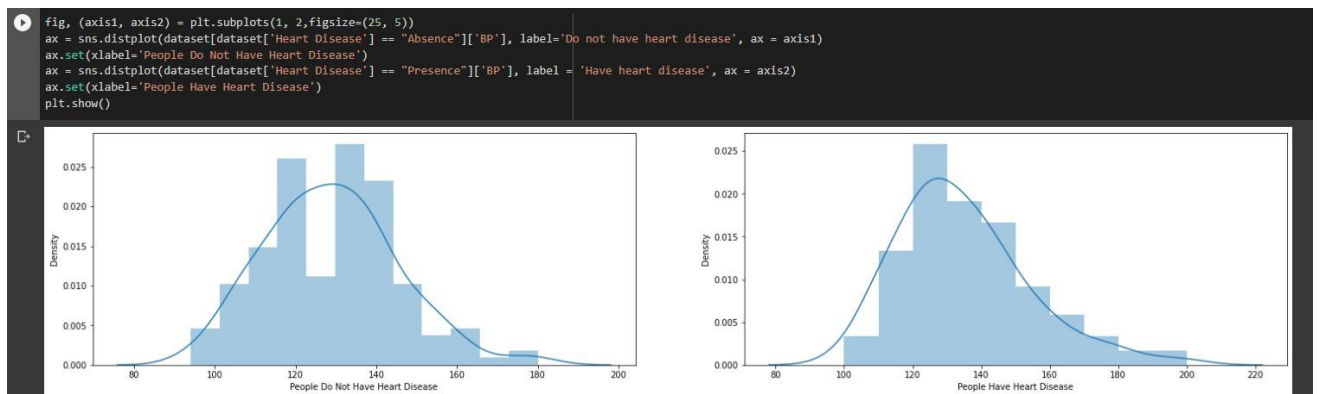 fig, (axis1, axis2) = plt.subplots(1, 2,figsize=(25, 5))
ax = sns.distplot(dataset[dataset['Heart Disease'] == "Absence"]['BP'], label='Do not have heart disease', ax = axis1)
ax.set(xlabel='People Do Not Have Heart Disease')
ax = sns.distplot(dataset[dataset['Heart Disease'] == "Presence"]['BP'], label = 'Have heart disease', ax = axis2)
ax.set(xlabel='People Have Heart Disease')
plt.show()
0.025
0.020
0.015
0.010
0.005
0.000
Density
80 100 120 140 160 180 200
People Do Not Have Heart Disease
0.025
0.020
0.015
0.010
0.005
0.000
Density
80 100 120 140 160 180 200 220
People Have Heart Disease